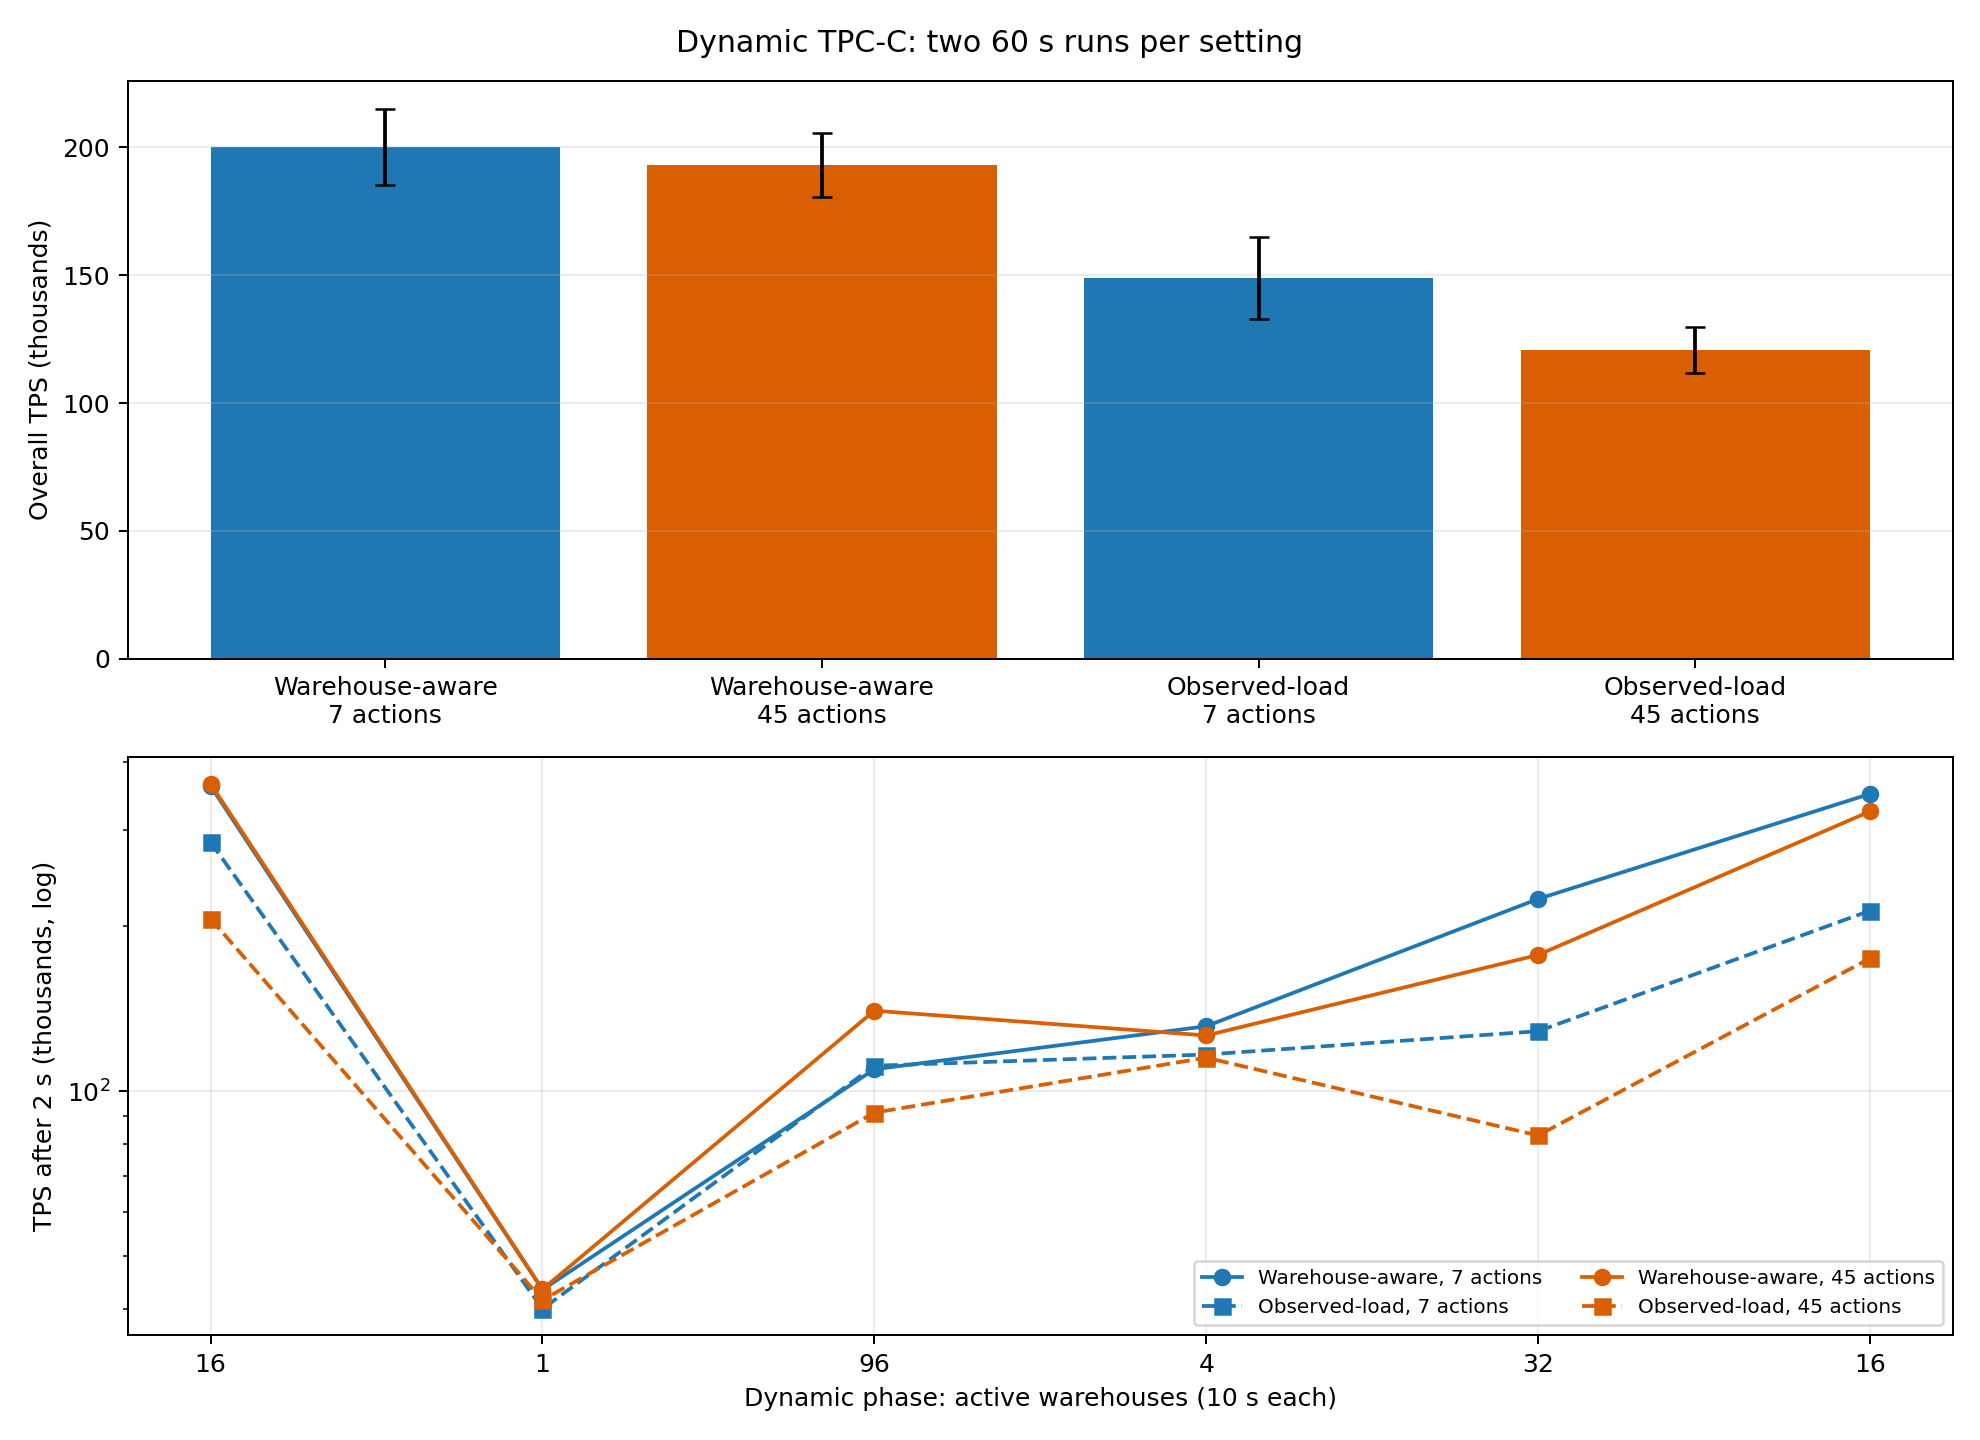 Dynamic TPC-C: two 60 s runs per setting
Overall TPS (thousands)
200
150
100
50
0
Warehouse-aware
7 actions
Warehouse-aware
45 actions
Observed-load
7 actions
Observed-load
45 actions
TPS after 2 s (thousands, log)
10²
Warehouse-aware, 7 actions
Observed-load, 7 actions
Warehouse-aware, 45 actions
Observed-load, 45 actions
16 1 96 4 32 16
Dynamic phase: active warehouses (10 s each)